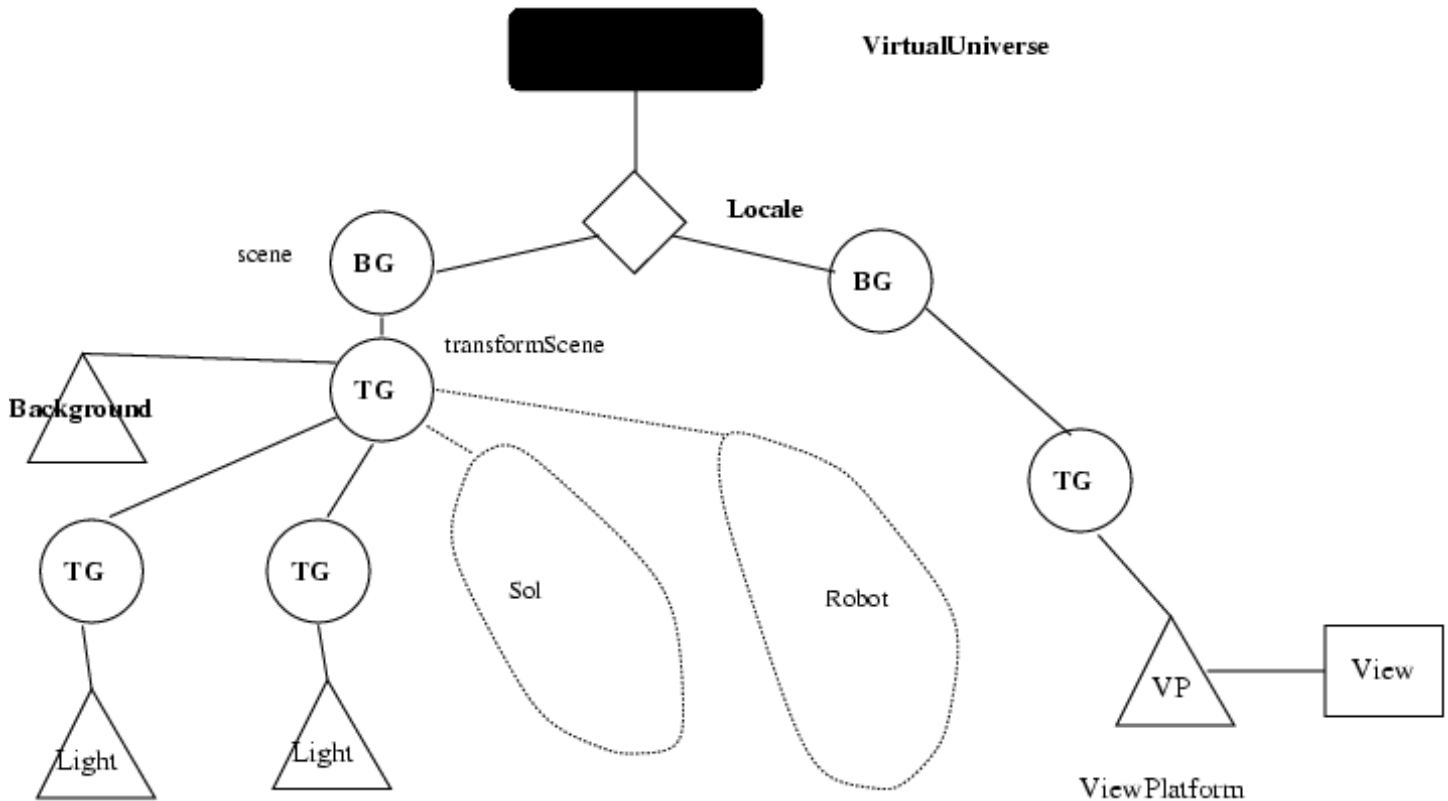 VirtualUniverse
Locale
scene
BG
BG
transformScene
TG
Background
TG
TG
TG
Sol
Robot
View
VP
Light
Light
ViewPlatform